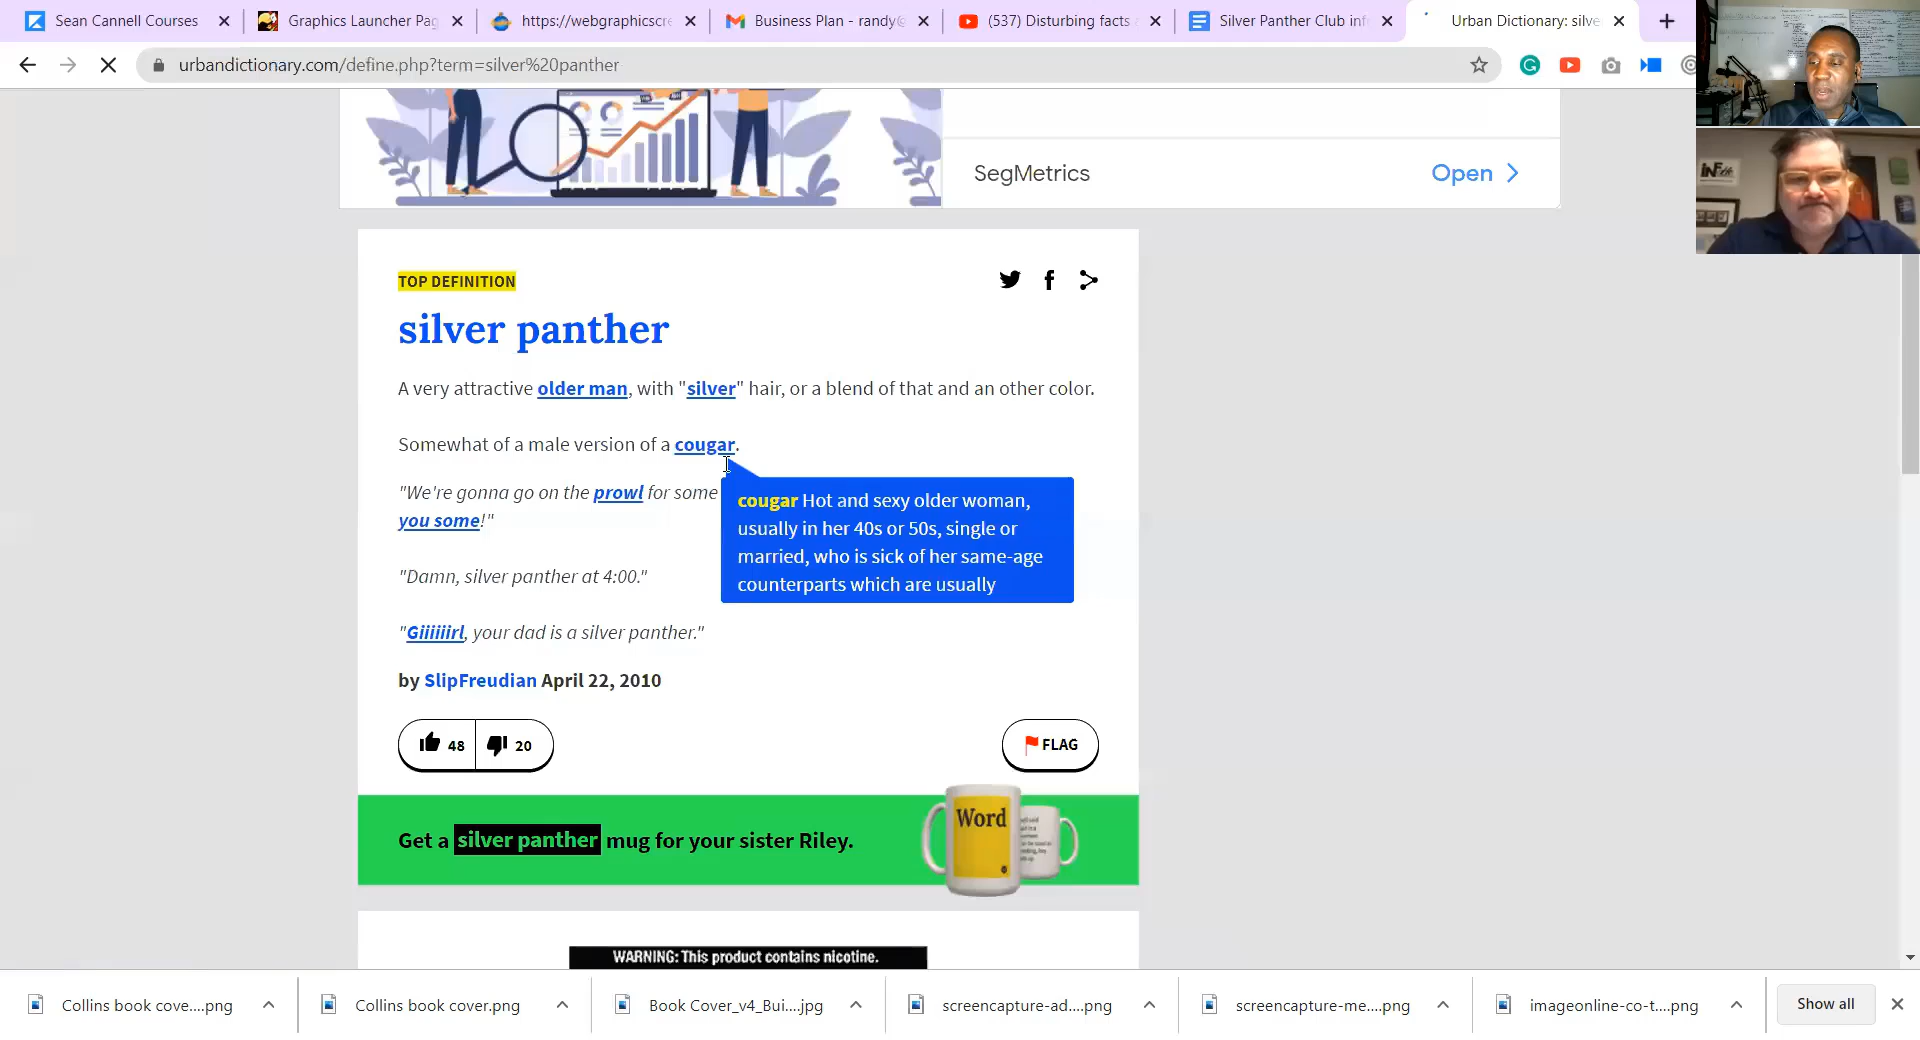 Sean Cannell Courses
Graphics Launcher Pag
https://webgraphicscre
Business Plan - randy@
(537) Disturbing facts
Silver Panther Club inf
Urban Dictionary: silve
urbandictionary.com/define.php?term=silver%20panther
SegMetrics
Open
TOP DEFINITION
silver panther
A very attractive older man, with "silver" hair, or a blend of that and an other color.
Somewhat of a male version of a cougar.
"We're gonna go on the prowl for some
you some!"
cougar Hot and sexy older woman,
usually in her 40s or 50s, single or
married, who is sick of her same-age
counterparts which are usually
"Damn, silver panther at 4:00."
"Giiiiiirl, your dad is a silver panther."
by SlipFreudian April 22, 2010
48
20
FLAG
Get a silver panther mug for your sister Riley.
Word
WARNING: This product contains nicotine.
Collins book cove....png
Collins book cover.png
Book Cover_v4_Bui....jpg
screencapture-ad....png
screencapture-me....png
imageonline-co-t....png
Show all